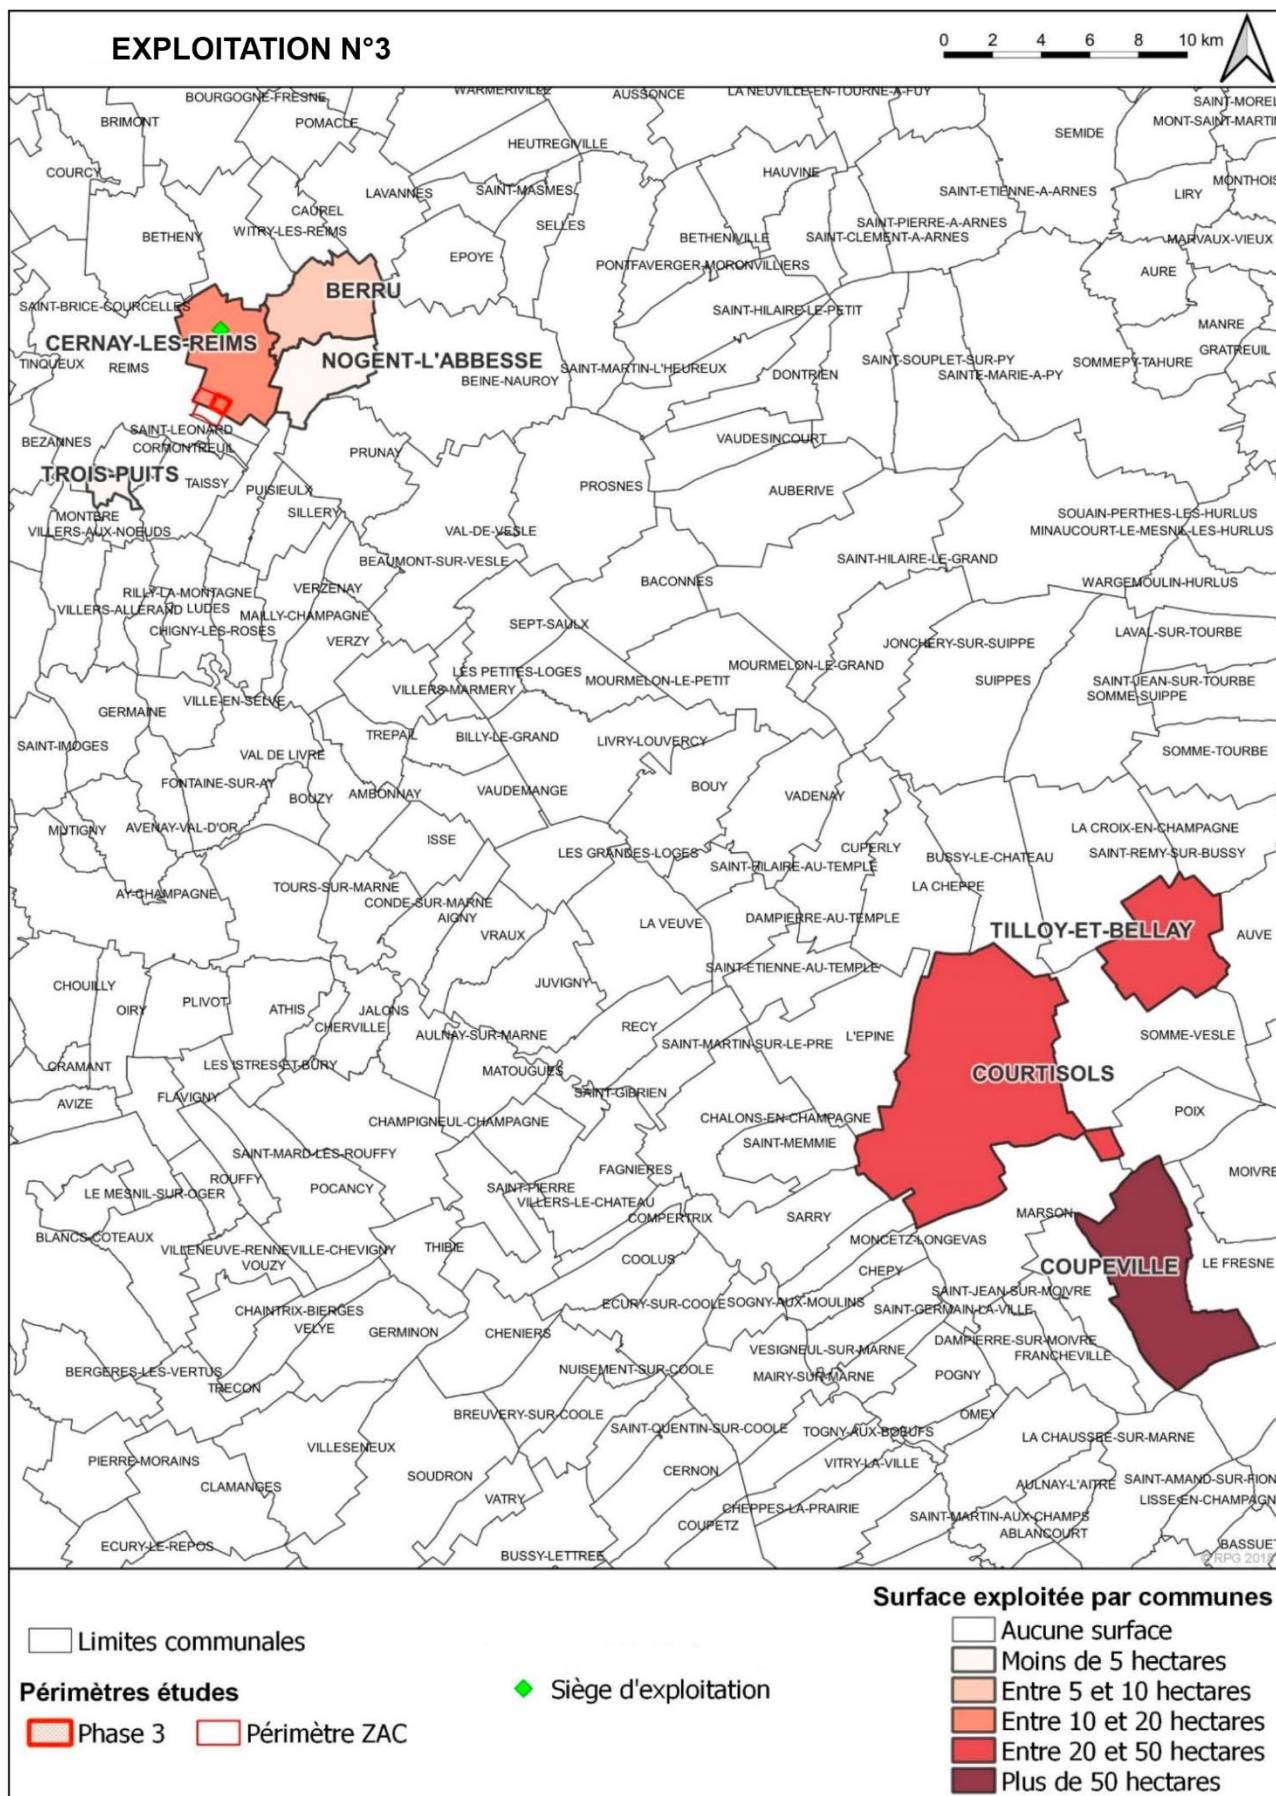 EXPLOITATION N°3
0 2 4 6 8 10 km
BOURGOGNE-FRESNE
WARMERIVILLE
AUSSONCE
LA NEUVILLE-EN-TOURNE-A-FUY
SAINT-MOREL
BRIMONT
POMACLE
MONT-SAINT-MARTIN
SEMIDE
HEUTREGIVILLE
COURCY
HAUVINE
MONTHOIS
LAVANNES
SAINT-MASMES
SAINT-ETIENNE-A-ARNES
LIRY
CAUREL
SELLES
SAINT-PIERRE-A-ARNES
WITRY-LES-REIMS
BETHENY
BETHENIVILLE
SAINT-CLEMENT-A-ARNES
MARVAUX-VIEUX
EPOYE
PONTFAVERGER-MORONVILLIERS
AURE
BERRU
SAINT-BRICE-COURCELLES
SAINT-HILAIRE-LE-PETIT
MANRE
CERNAY-LES-REIMS
GRATREUIL
NOGENT-L'ABBESSE
TINQUEUX
REIMS
SAINT-MARTIN-L'HEUREUX
SAINT-SOUPLET-SUR-PY
SOMMEPY-TAHURE
BEINE-NAUROY
DONTRIEN
SAINTE-MARIE-A-PY
SAINT-LEONARD
BEZANNES
CORMONTREUIL
VAUDESINCOURT
PRUNAY
TROIS-PUITS
TAISSY
PUISIEULX
PROSNES
AUBERIVE
MONTBRE
SILLERY
SOUAIN-PERTHES-LES-HURLUS
VILLERS-AUX-NOEUDS
VAL-DE-VESLE
MINAUCOURT-LE-MESNIL-LES-HURLUS
BEAUMONT-SUR-VESLE
SAINT-HILAIRE-LE-GRAND
BACONNES
WARGEMOULIN-HURLUS
RILLY-LA-MONTAGNE
VERZENAY
VILLERS-ALLERAND
LUDES
MAILLY-CHAMPAGNE
CHIGNY-LES-ROSES
SEPT-SAULX
LAVAL-SUR-TOURBE
VERZY
JONCHERY-SUR-SUIPPE
LES PETITES-LOGES
MOURMELON-LE-GRAND
MOURMELON-LE-PETIT
SUIPPES
SAINT-JEAN-SUR-TOURBE
VILLERS-MARMERY
SOMME-SUIPPE
VILLE-EN-SELVE
GERMAINE
TREPAIL
BILLY-LE-GRAND
LIVRY-LOUVERCY
SAINT-IMOGES
VAL DE LIVRE
SOMME-TOURBE
FONTAINE-SUR-AY
BOUZY
AMBONNAY
VAUDEMANGE
BOUY
VADENAY
MUTIGNY
AVENAY-VAL-D'OR
LA CROIX-EN-CHAMPAGNE
ISSE
LES GRANDES-LOGES
CUPERLY
SAINT-HILAIRE-AU-TEMPLE
BUSSY-LE-CHATEAU
SAINT-REMY-SUR-BUSSY
AY-CHAMPAGNE
TOURS-SUR-MARNE
LA CHEPPE
CONDE-SUR-MARNE
AIGNY
LA VEUVE
DAMPIERRE-AU-TEMPLE
VRAUX
TILLOY-ET-BELLAY
AUVE
SAINT-ETIENNE-AU-TEMPLE
CHOUILLY
JUVIGNY
OIRY
PLIVOT
ATHIS
JALONS
CHERVILLE
RECY
AULNAY-SUR-MARNE
SAINT-MARTIN-SUR-LE-PRE
L'EPINE
SOMME-VESLE
CRAMANT
LES ISTRES-ET-BURY
MATOUGUES
COURTISOLS
AVIZE
FLAVIGNY
SAINT-GIBRIEN
POIX
CHAMPIGNEUL-CHAMPAGNE
CHALONS-EN-CHAMPAGNE
SAINT-MEMMIE
SAINT-MARD-LES-ROUFFY
FAGNIERES
MOIVRE
ROUFFY
POCANCY
SAINT-PIERRE
LE MESNIL-SUR-OGER
VILLERS-LE-CHATEAU
COMPERTRIX
SARRY
MARSON
BLANCS-COTEAUX
VILLENEUVE-RENNEVILLE-CHEVIGNY
THIBIE
MONCETZ-LONGEVAS
VOUZY
COOLUS
CHEPY
COUPEVILLE
LE FRESNE
SAINT-JEAN-SUR-MOIVRE
CHAINTRIX-BIERGES
ECURY-SUR-COOLE
SOGNY-AUX-MOULINS
SAINT-GERMAIN-LA-VILLE
VELYE
GERMINON
CHENIERS
DAMPIERRE-SUR-MOIVRE
VESIGNEUL-SUR-MARNE
FRANCHEVILLE
BERGERES-LES-VERTUS
NUISEMENT-SUR-COOLE
MAIRY-SUR-MARNE
POGNY
TRECON
BREUVERY-SUR-COOLE
OMEY
SAINT-QUENTIN-SUR-COOLE
TOGNY-AUX-BOEUFS
LA CHAUSSEE-SUR-MARNE
VILLESENEUX
PIERRE-MORAINS
VITRY-LA-VILLE
SOUDRON
CERNON
CLAMANGES
AULNAY-L'AITRE
SAINT-AMAND-SUR-FION
VATRY
LISSE-EN-CHAMPAGN
CHEPPES-LA-PRAIRIE
SAINT-MARTIN-AUX-CHAMPS
COUPETZ
ABLANCOURT
ECURY-LE-REPOS
BUSSY-LETTREE
BASSUET
© RPG 2018
Limites communales
Périmètres études
Phase 3
Périmètre ZAC
Siège d'exploitation
Surface exploitée par communes
Aucune surface
Moins de 5 hectares
Entre 5 et 10 hectares
Entre 10 et 20 hectares
Entre 20 et 50 hectares
Plus de 50 hectares